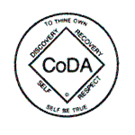 TO THINE OWN
DISCOVERY
RECOVERY
CoDA
SELF
RESPECT
©
SELF BE TRUE